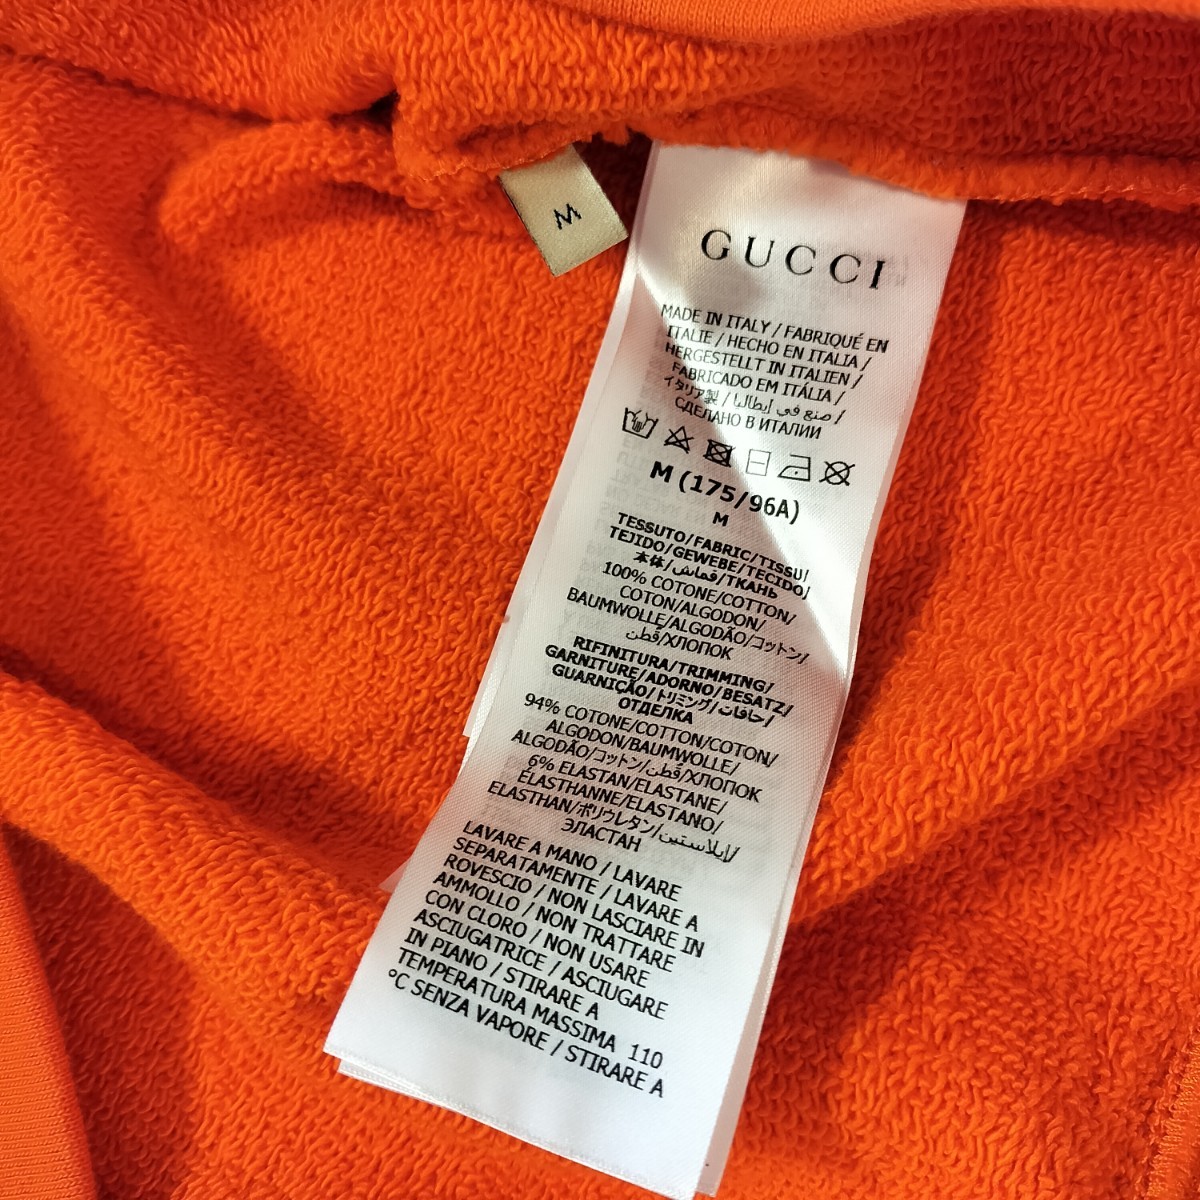 M
GUCCI
MADE IN ITALY / FABRIQUÉ EN
ITALIE / HECHO EN ITALIA /
HERGESTELLT IN ITALIEN /
FABRICADO EM ITÁLIA /
イタリア製 / صنع في إيطاليا /
СДЕЛАНО В ИТАЛИИ
M (175/96A)
M
TESSUTO/FABRIC/TISSU/
TEJIDO/GEWEBE/TECIDO/
本体/قماش/ТКАНЬ
100% COTONE/COTTON/
COTON/ALGODON/
BAUMWOLLE/ALGODÃO/コットン/
قطن/ХЛОПОК
RIFINITURA/TRIMMING/
GARNITURE/ADORNO/BESATZ/
GUARNIÇÃO/トリミング/حافات/
ОТДЕЛКА
94% COTONE/COTTON/COTON/
ALGODON/BAUMWOLLE/
ALGODÃO/コットン/قطن/ХЛОПОК
6% ELASTAN/ELASTANE/
ÉLASTHANNE/ELASTANO/
ELASTHAN/ポリウレタン/إيلاستين/
ЭЛАСТАН
LAVARE A MANO / LAVARE
SEPARATAMENTE / LAVARE A
ROVESCIO / NON LASCIARE IN
AMMOLLO / NON TRATTARE
CON CLORO / NON USARE
ASCIUGATRICE / ASCIUGARE
IN PIANO / STIRARE A
TEMPERATURA MASSIMA 110
°C SENZA VAPORE / STIRARE A